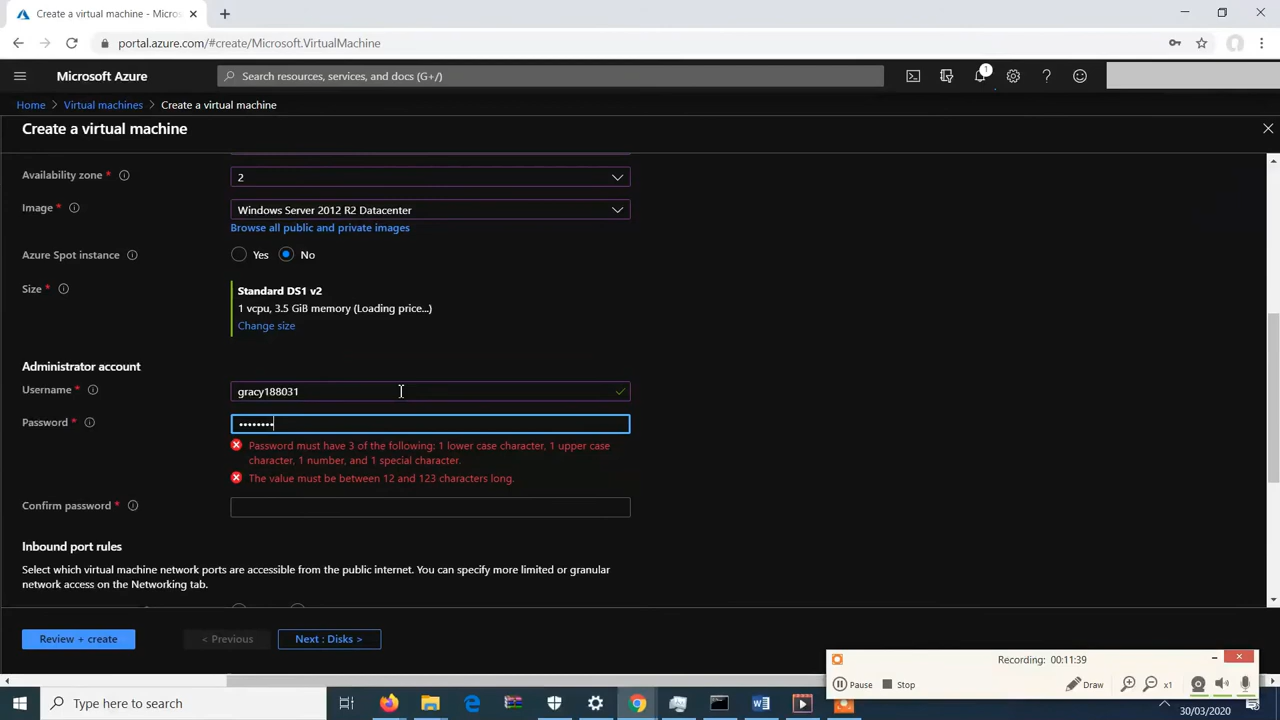 Create a virtual machine - Micros
portal.azure.com/#create/Microsoft.VirtualMachine
Microsoft Azure
Search resources, services, and docs (G+/)
1
Home > Virtual machines > Create a virtual machine
Create a virtual machine
Availability zone *
2
Image *
Windows Server 2012 R2 Datacenter
Browse all public and private images
Azure Spot instance
Yes No
Size *
Standard DS1 v2
1 vcpu, 3.5 GiB memory (Loading price...)
Change size
Administrator account
Username *
gracy188031
Password *
••••••••
Password must have 3 of the following: 1 lower case character, 1 upper case
character, 1 number, and 1 special character.
The value must be between 12 and 123 characters long.
Confirm password *
Inbound port rules
Select which virtual machine network ports are accessible from the public internet. You can specify more limited or granular
network access on the Networking tab.
Review + create
< Previous
Next : Disks >
Recording: 00:11:39
Pause Stop Draw x1
Type here to search
30/03/2020